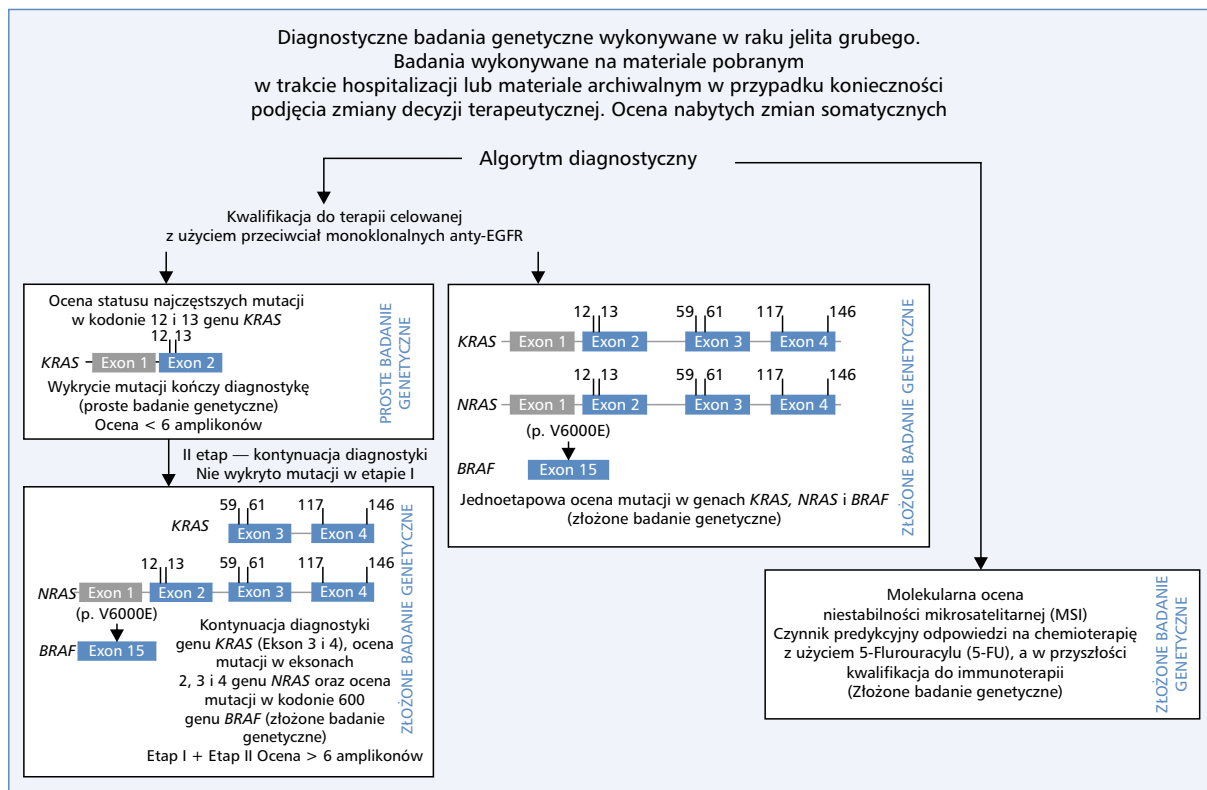 Diagnostyczne badania genetyczne wykonywane w raku jelita grubego.
Badania wykonywane na materiale pobranym
w trakcie hospitalizacji lub materiale archiwalnym w przypadku konieczności
podjęcia zmiany decyzji terapeutycznej. Ocena nabytych zmian somatycznych
Algorytm diagnostyczny
Kwalifikacja do terapii celowanej
z użyciem przeciwciał monoklonalnych anty-EGFR
Ocena statusu najczęstszych mutacji
w kodonie 12 i 13 genu KRAS
12 13
KRAS Exon 1 Exon 2
Wykrycie mutacji kończy diagnostykę
(proste badanie genetyczne)
Ocena < 6 amplikonów
PROSTE BADANIE
GENETYCZNE
II etap — kontynuacja diagnostyki
Nie wykryto mutacji w etapie I
59 61 117 146
KRAS Exon 3 Exon 4
12 13 59 61 117 146
NRAS Exon 1 Exon 2 Exon 3 Exon 4
(p. V6000E)
BRAF Exon 15
Kontynuacja diagnostyki
genu KRAS (Ekson 3 i 4), ocena
mutacji w eksonach
2, 3 i 4 genu NRAS oraz ocena
mutacji w kodonie 600
genu BRAF (złożone badanie
genetyczne)
Etap I + Etap II Ocena > 6 amplikonów
ZŁOŻONE BADANIE GENETYCZNE
12 13 59 61 117 146
KRAS Exon 1 Exon 2 Exon 3 Exon 4
12 13 59 61 117 146
NRAS Exon 1 Exon 2 Exon 3 Exon 4
(p. V6000E)
BRAF Exon 15
Jednoetapowa ocena mutacji w genach KRAS, NRAS i BRAF
(złożone badanie genetyczne)
ZŁOŻONE BADANIE GENETYCZNE
Molekularna ocena
niestabilności mikrosatelitarnej (MSI)
Czynnik predykcyjny odpowiedzi na chemioterapię
z użyciem 5-Flurouracylu (5-FU), a w przyszłości
kwalifikacja do immunoterapii
(Złożone badanie genetyczne)
ZŁOŻONE BADANIE
GENETYCZNE